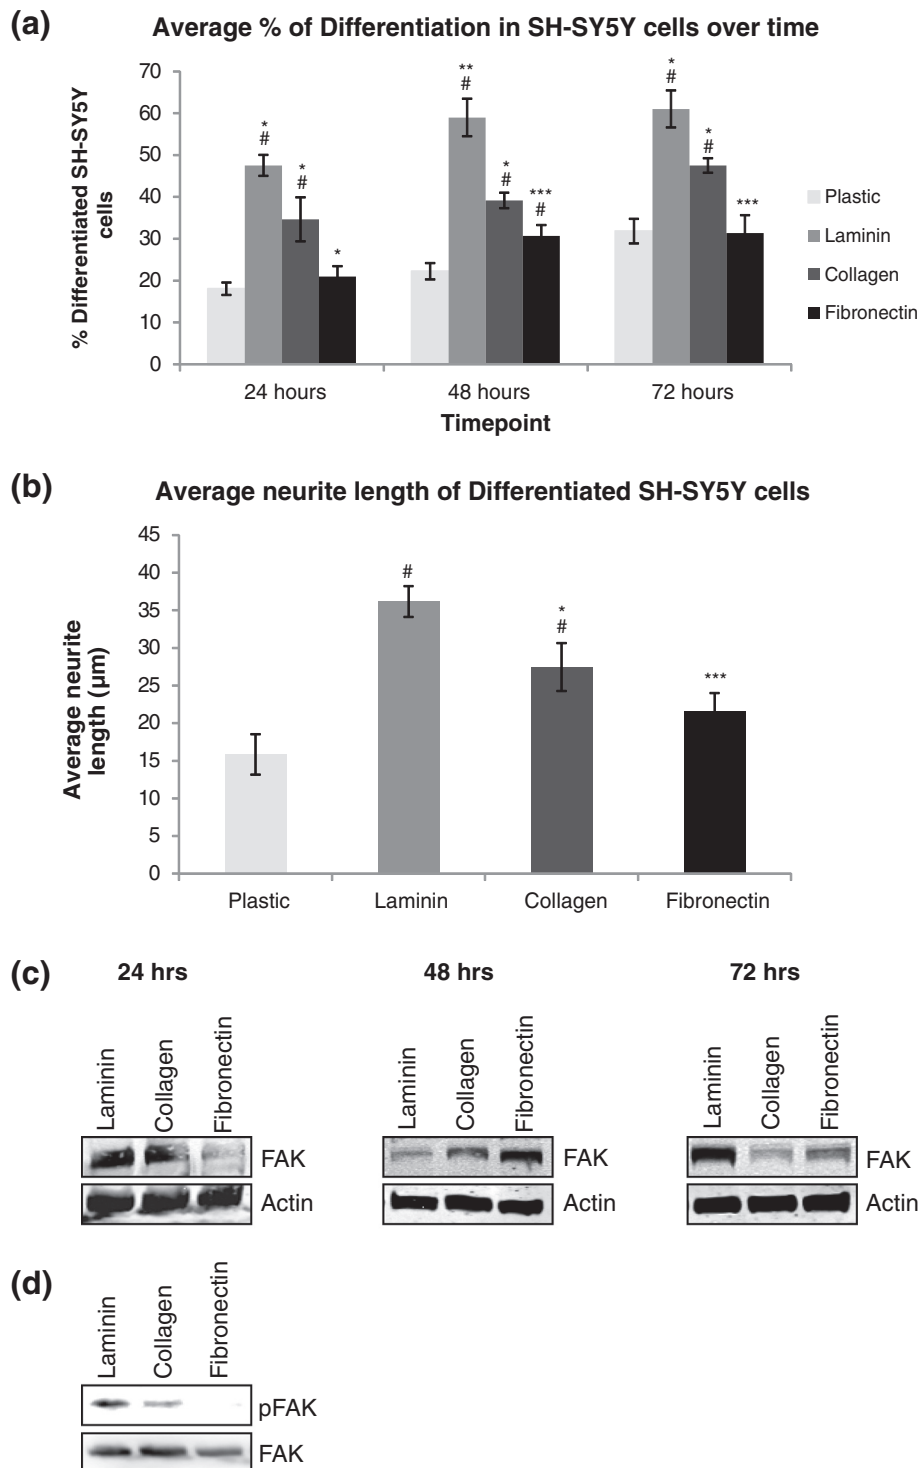 (a)
Average % of Differentiation in SH-SY5Y cells over time
% Differentiated SH-SY5Y
cells
70
60
50
40
30
20
10
0
*
#
*
#
*
**
#
*
#
***
#
*
#
*
#
***
Plastic
Laminin
Collagen
Fibronectin
24 hours
48 hours
72 hours
Timepoint
(b)
Average neurite length of Differentiated SH-SY5Y cells
Average neurite
length (µm)
45
40
35
30
25
20
15
10
5
0
#
*
#
***
Plastic
Laminin
Collagen
Fibronectin
(c)
24 hrs
Laminin
Collagen
Fibronectin
FAK
Actin
48 hrs
Laminin
Collagen
Fibronectin
FAK
Actin
72 hrs
Laminin
Collagen
Fibronectin
FAK
Actin
(d)
Laminin
Collagen
Fibronectin
pFAK
FAK